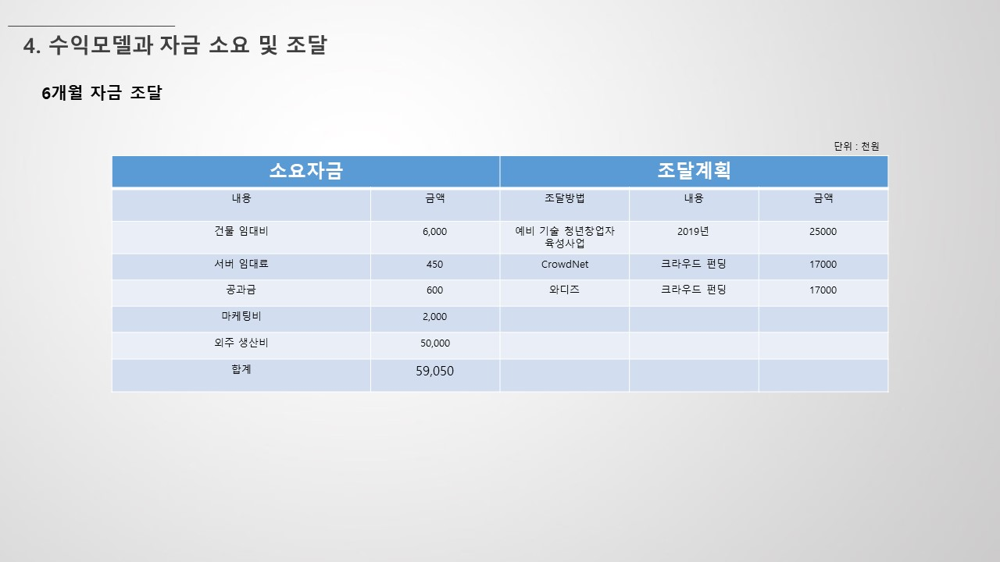 4. 수익모델과 자금 소요 및 조달
6개월 자금 조달
단위 : 천원
소요자금 조달계획
내용 금액 조달방법 내용 금액
건물 임대비 6,000 예비 기술 청년창업자 2019년 25000
육성사업
서버 임대료 450 CrowdNet 크라우드 펀딩 17000
공과금 600 와디즈 크라우드 펀딩 17000
마케팅비 2,000
외주 생산비 50,000
합계 59,050